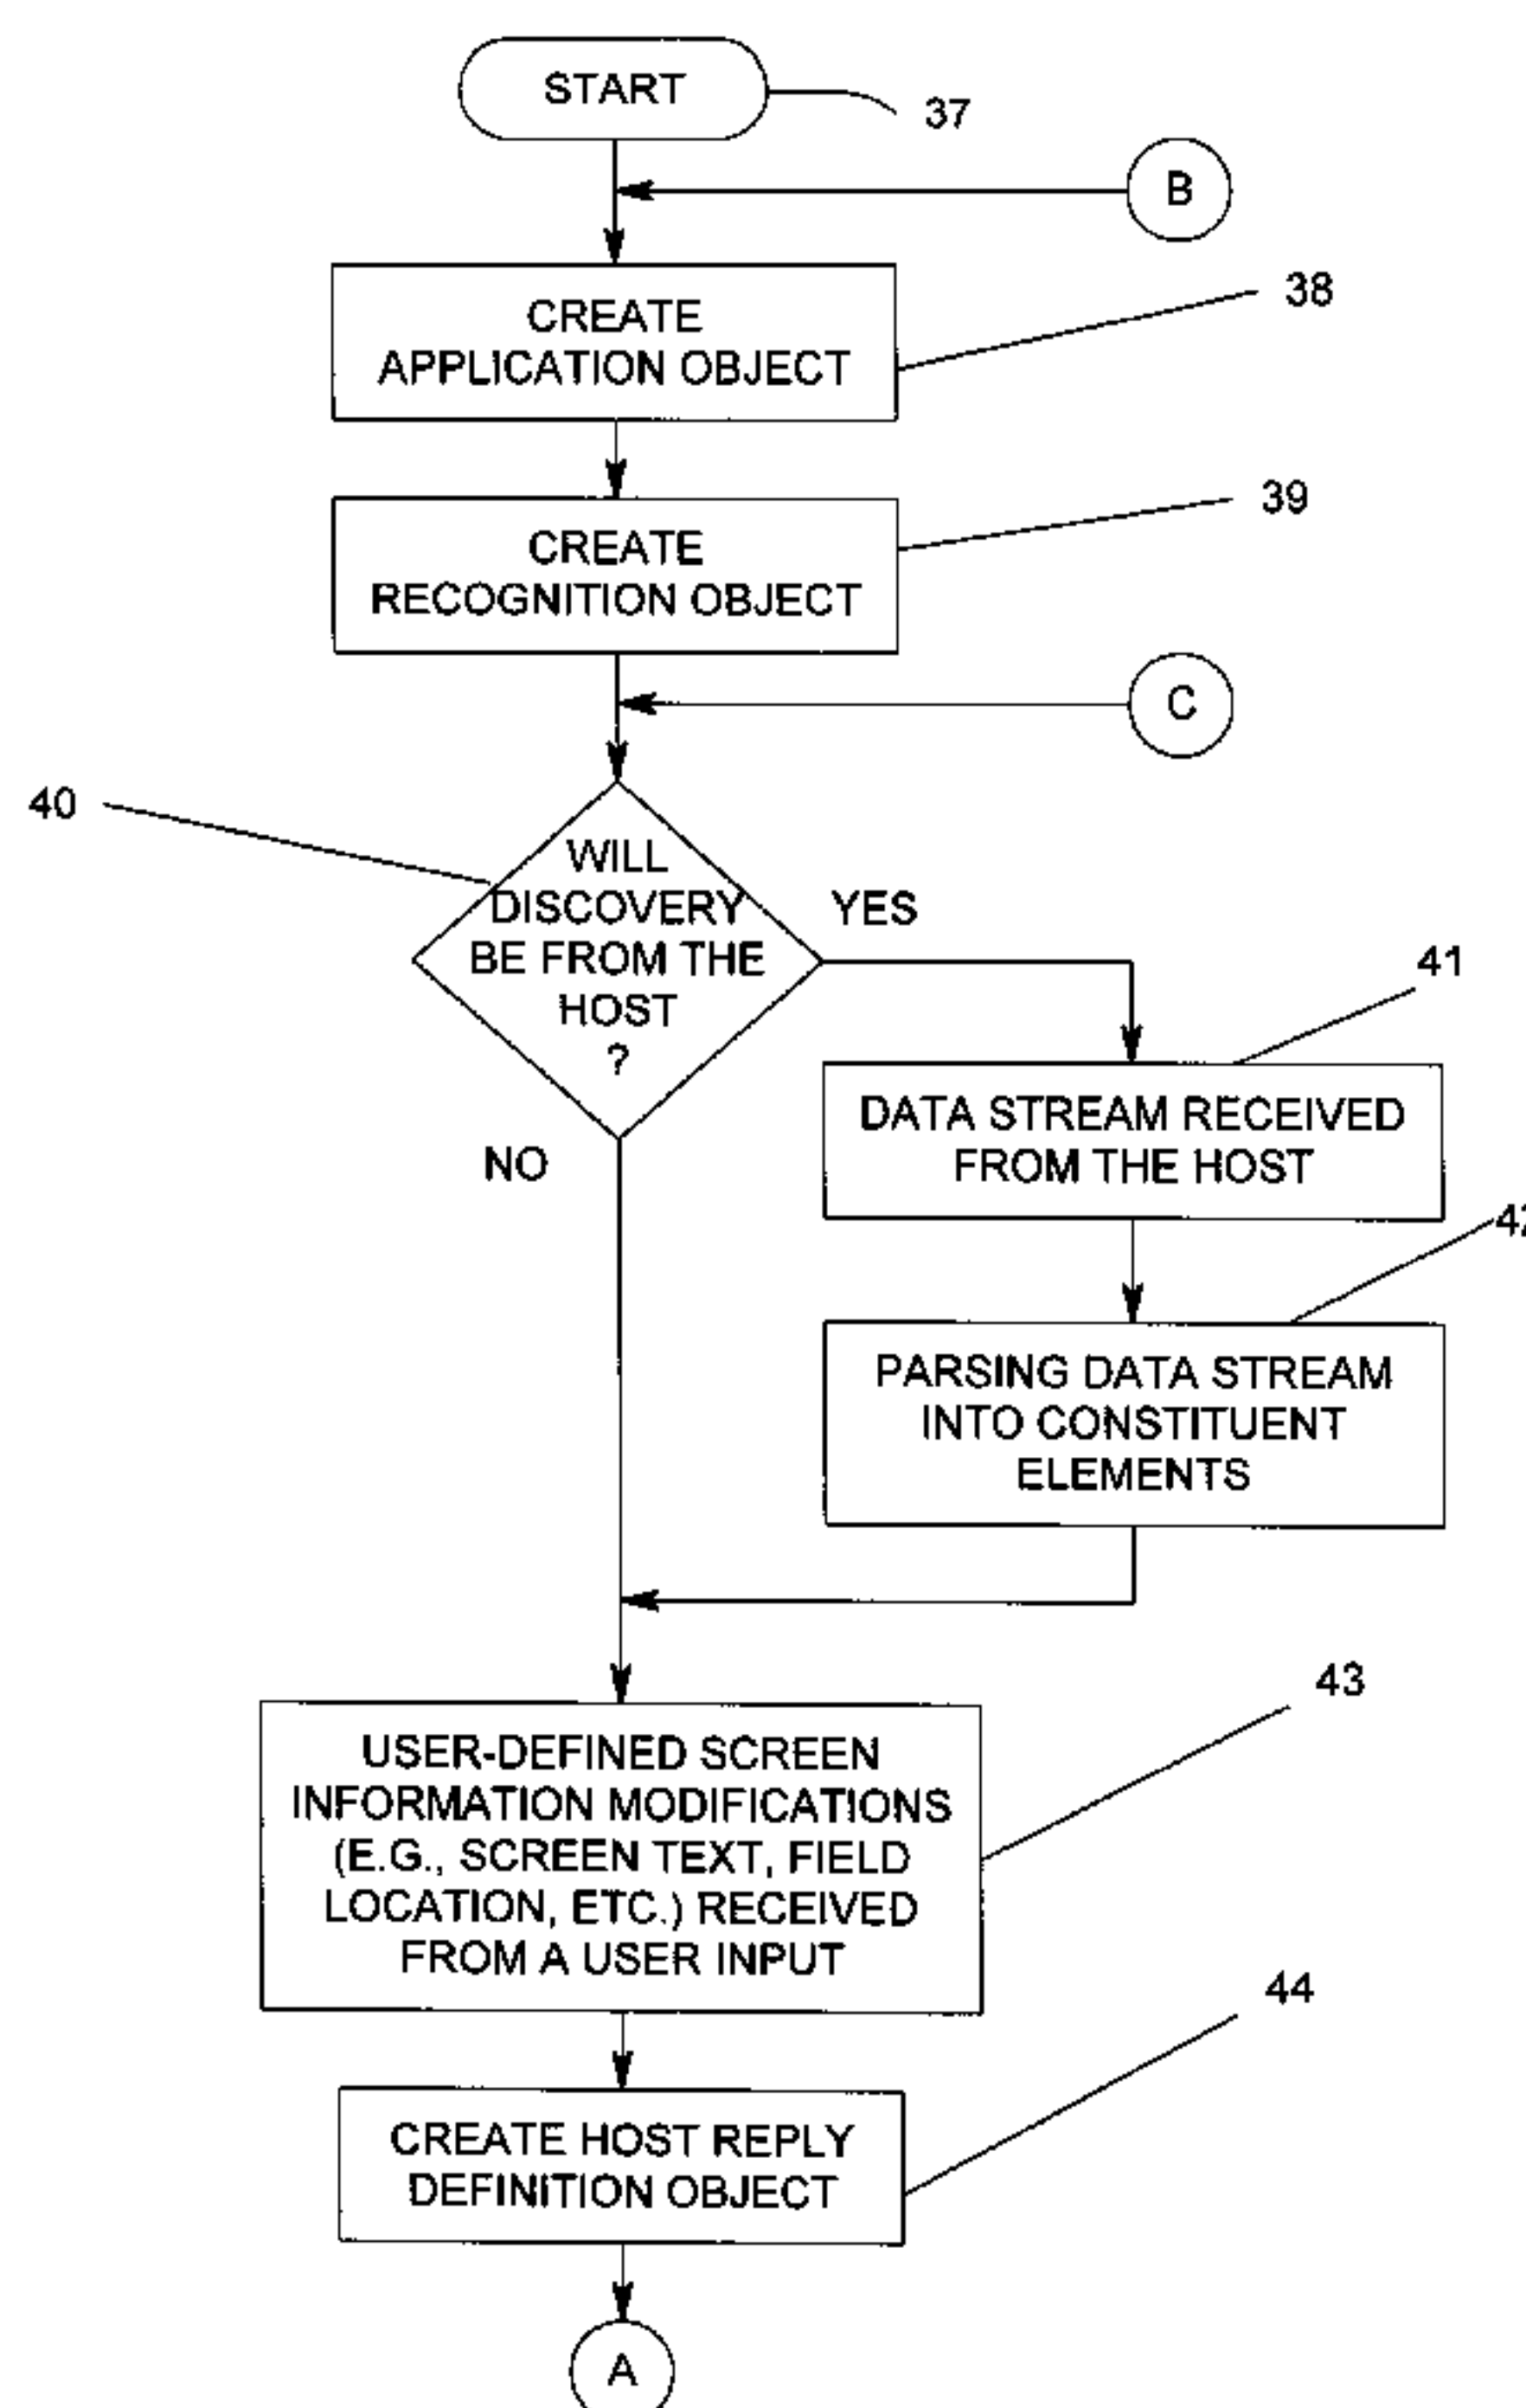 START
37
B
CREATE
APPLICATION OBJECT
38
CREATE
RECOGNITION OBJECT
39
C
40
WILL
DISCOVERY
BE FROM THE
HOST
?
YES
NO
41
DATA STREAM RECEIVED
FROM THE HOST
42
PARSING DATA STREAM
INTO CONSTITUENT
ELEMENTS
43
USER-DEFINED SCREEN
INFORMATION MODIFICATIONS
(E.G., SCREEN TEXT, FIELD
LOCATION, ETC.) RECEIVED
FROM A USER INPUT
44
CREATE HOST REPLY
DEFINITION OBJECT
A